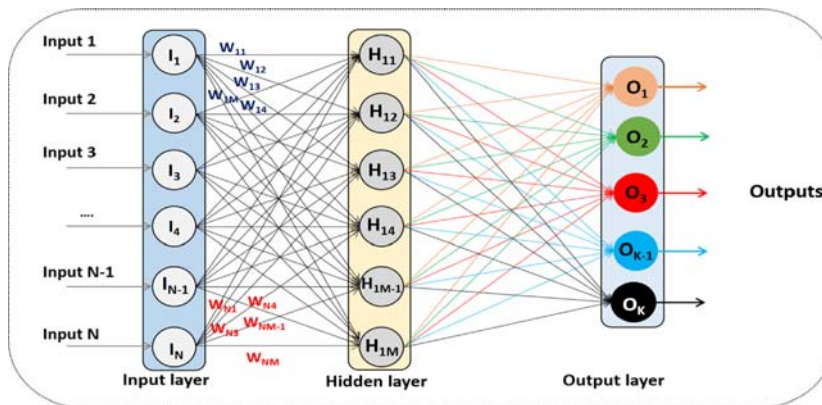 Input 1
Input 2
Input 3
....
Input N-1
Input N
I1
I2
I3
I4
IN-1
IN
W11
W12
W13
W1M
W14
WN1
WN4
WN3
WNM-1
WNM
H11
H12
H13
H14
H1M-1
H1M
O1
O2
O3
OK-1
OK
Outputs
Input layer
Hidden layer
Output layer